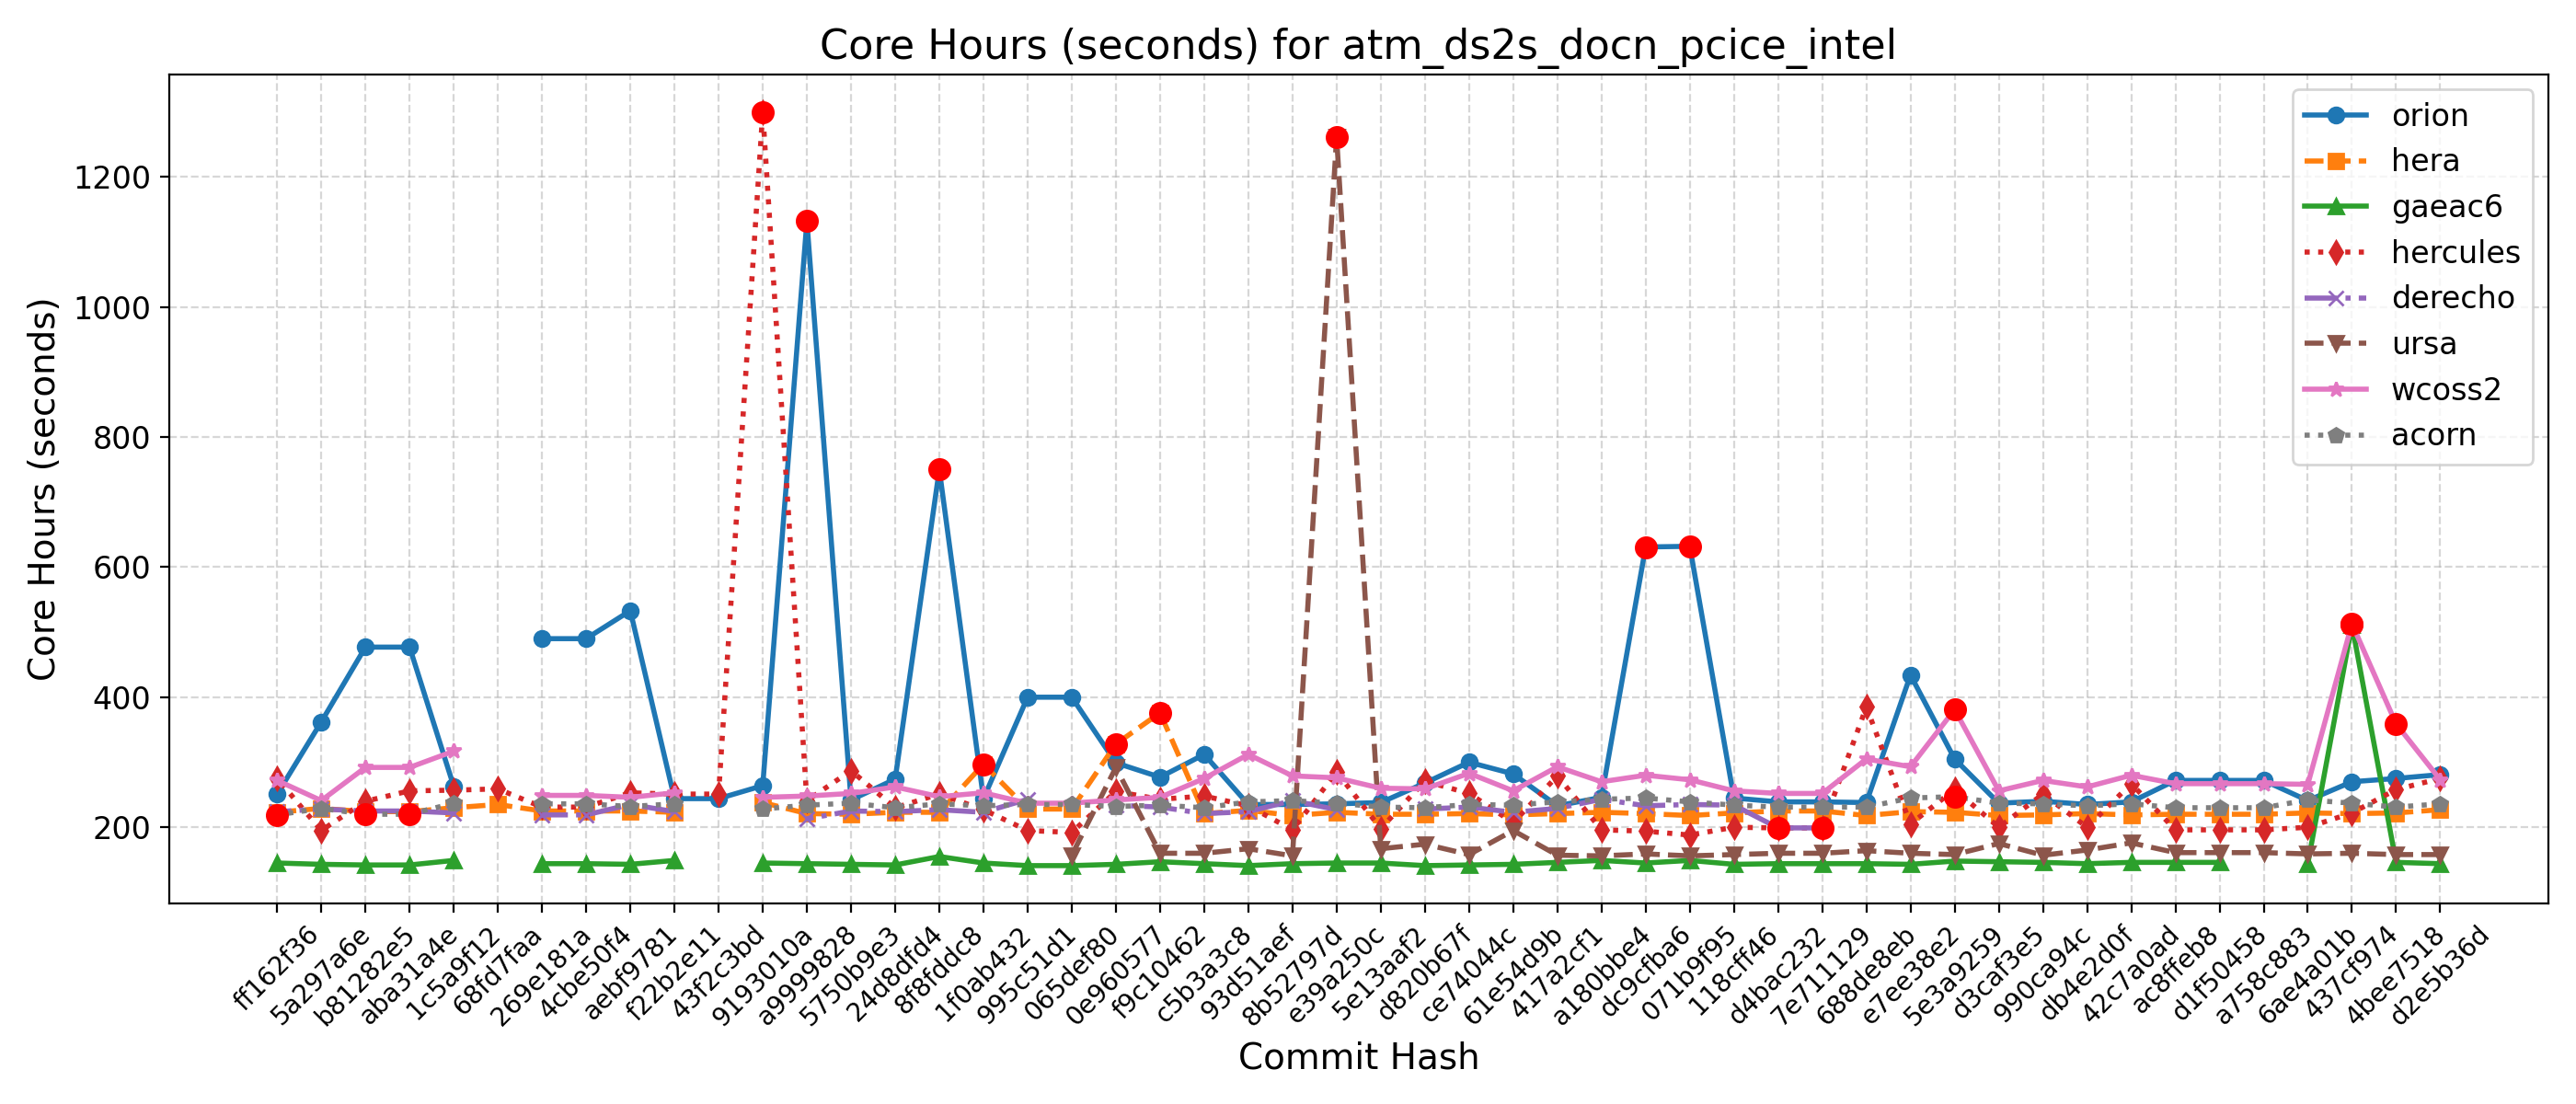 Core Hours (seconds) for atm_ds2s_docn_pcice_intel
Core Hours (seconds)
1200
1000
800
600
400
200
orion
hera
gaeac6
hercules
derecho
ursa
wcoss2
acorn
ff162f36
5a297a6e
b81282e5
aba31a4e
1c5a9f12
68fd7faa
269e181a
4cbe50f4
aebf9781
f22b2e11
43f2c3bd
9193010a
a9999828
5750b9e3
24d8dfd4
8f8fddc8
1f0ab432
995c51d1
065def80
0e960577
f9c10462
c5b3a3c8
93d51aef
8b52797d
e39a250c
5e13aaf2
d820b67f
ce74044c
61e54d9b
417a2cf1
a180bbe4
dc9cfba6
071b9f95
118cff46
d4bac232
7e711129
688de8eb
e7ee38e2
5e3a9259
d3caf3e5
990ca94c
db4e2d0f
42c7a0ad
ac8ffeb8
d1f50458
a758c883
6ae4a01b
437cf974
4bee7518
d2e5b36d
Commit Hash